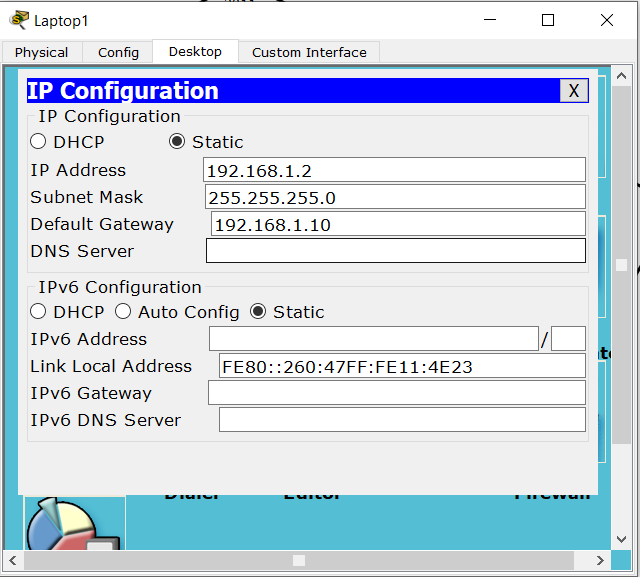 Laptop1
Physical Config Desktop Custom Interface
IP Configuration X
IP Configuration
DHCP Static
IP Address 192.168.1.2
Subnet Mask 255.255.255.0
Default Gateway 192.168.1.10
DNS Server
IPv6 Configuration
DHCP Auto Config Static
IPv6 Address /
Link Local Address FE80::260:47FF:FE11:4E23
IPv6 Gateway
IPv6 DNS Server
Dialer Editor Firewall